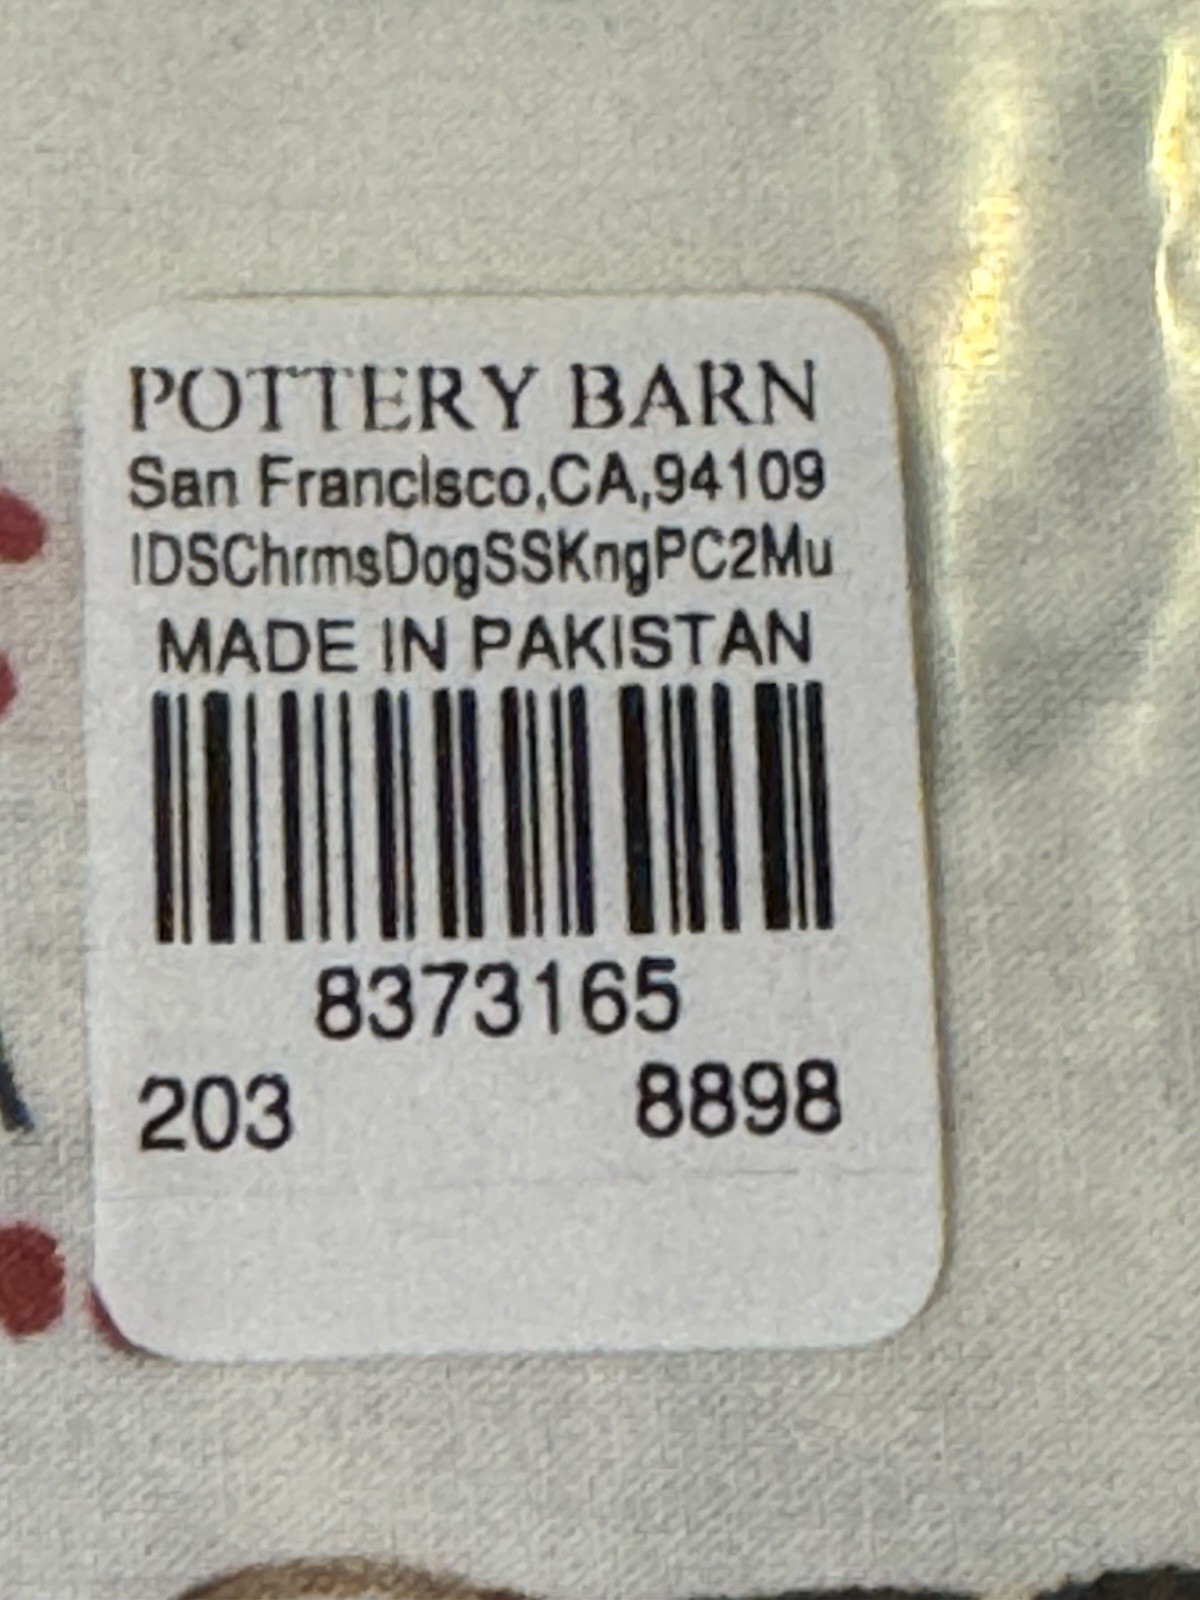 POTTERY BARN
San Francisco,CA,94109
IDSChrmsDogSSKngPC2Mu
MADE IN PAKISTAN
8373165
203 8898